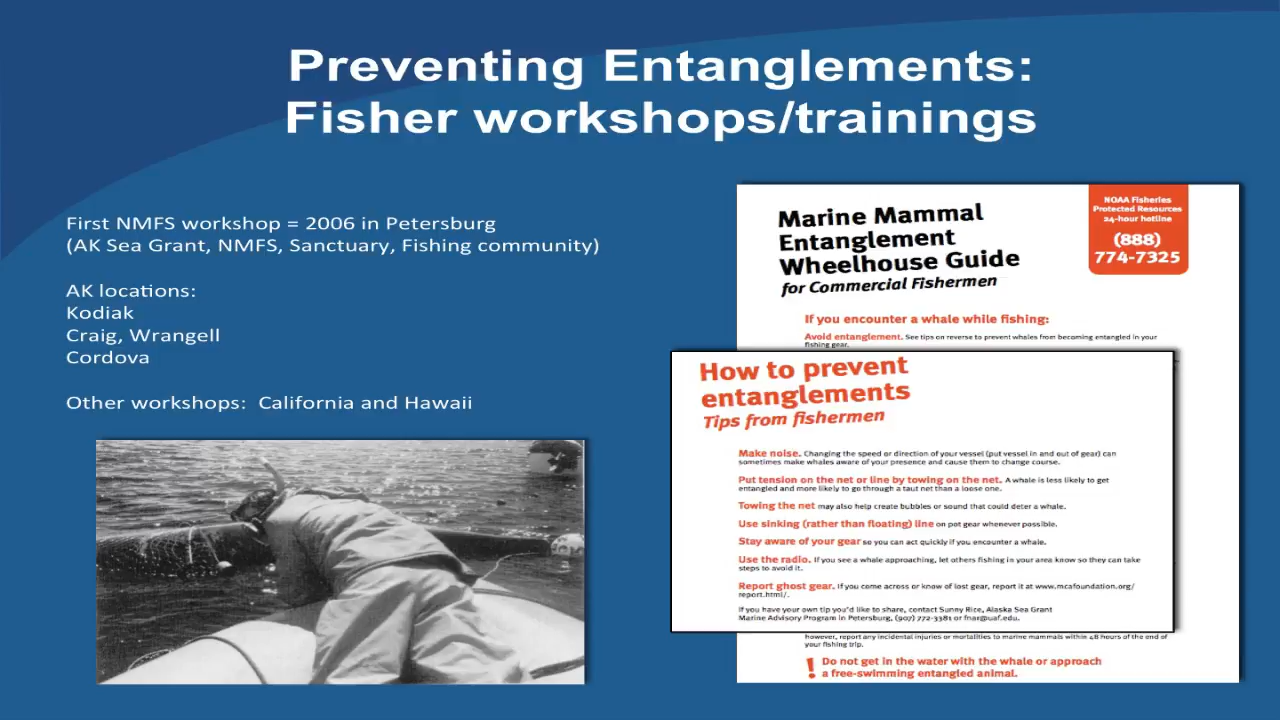 Preventing Entanglements:
Fisher workshops/trainings
First NMFS workshop = 2006 in Petersburg
(AK Sea Grant, NMFS, Sanctuary, Fishing community)
AK locations:
Kodiak
Craig, Wrangell
Cordova
Other workshops:  California and Hawaii
Marine Mammal
Entanglement
Wheelhouse Guide
for Commercial Fishermen
NOAA Fisheries
Protected Resources
24-hour hotline
(888)
774-7325
If you encounter a whale while fishing:
Avoid entanglement. See tips on reverse to prevent whales from becoming entangled in your
fishing gear.
How to prevent
entanglements
Tips from fishermen
Make noise. Changing the speed or direction of your vessel (put vessel in and out of gear) can
sometimes make whales aware of your presence and cause them to change course.
Put tension on the net or line by towing on the net. A whale is less likely to get
entangled and more likely to go through a taut net than a loose one.
Towing the net may also help create bubbles or sound that could deter a whale.
Use sinking (rather than floating) line on pot gear whenever possible.
Stay aware of your gear so you can act quickly if you encounter a whale.
Use the radio. If you see a whale approaching, let others fishing in your area know so they can take
steps to avoid it.
Report ghost gear. If you come across or know of lost gear, report it at www.mcafoundation.org/
report.html/.
If you have your own tip you'd like to share, contact Sunny Rice, Alaska Sea Grant
Marine Advisory Program in Petersburg, (907) 772-3381 or fnar@uaf.edu.
however, report any incidental injuries or mortalities to marine mammals within 48 hours of the end of
your fishing trip.
! Do not get in the water with the whale or approach
a free-swimming entangled animal.